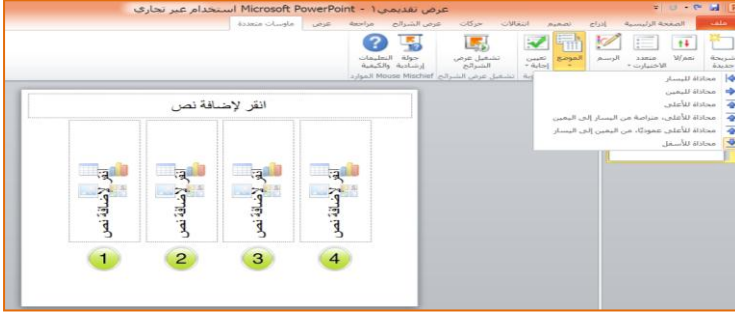 عرض تقديمي١ - Microsoft PowerPoint استخدام غير تجاري
ملف الصفحة الرئيسية إدراج تصميم انتقالات حركات عرض الشرائح مراجعة عرض ماوسات متعددة
شريحة جديدة
نعم/لا
متعدد الاختيارات
الرسم
الموضع
تعيين إجابة
تشغيل عرض الشرائح
جولة إرشادية
التعليمات والكيفية
تشغيل عرض الشرائح
Mouse Mischief الموارد
محاذاة لليسار
محاذاة لليمين
محاذاة للأعلى
محاذاة للأعلى، متراصة من اليسار إلى اليمين
محاذاة للأعلى عموديًا، من اليمين إلى اليسار
محاذاة للأسفل
انقر لإضافة نص
انقر لإضافة نص
انقر لإضافة نص
انقر لإضافة نص
انقر لإضافة نص
1 2 3 4